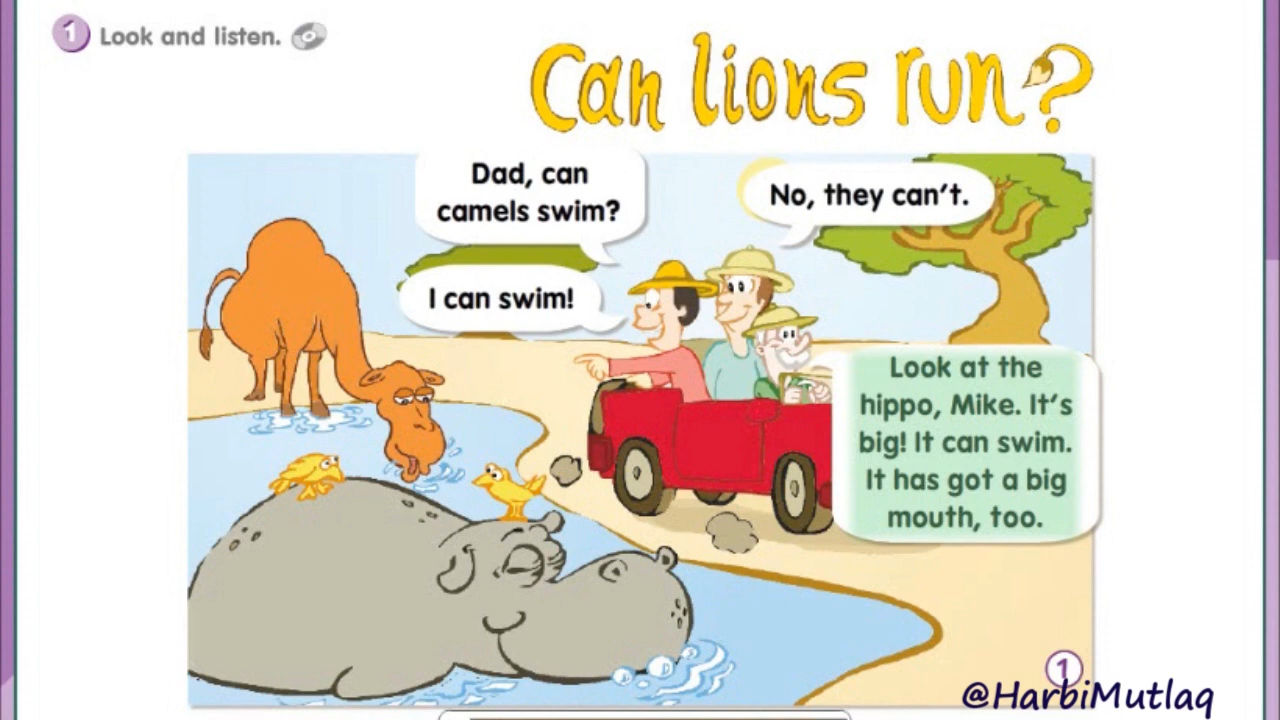 1 Look and listen.
Can lions run?
Dad, can
camels swim?
No, they can't.
I can swim!
Look at the
hippo, Mike. It's
big! It can swim.
It has got a big
mouth, too.
1
@HarbiMutlaq